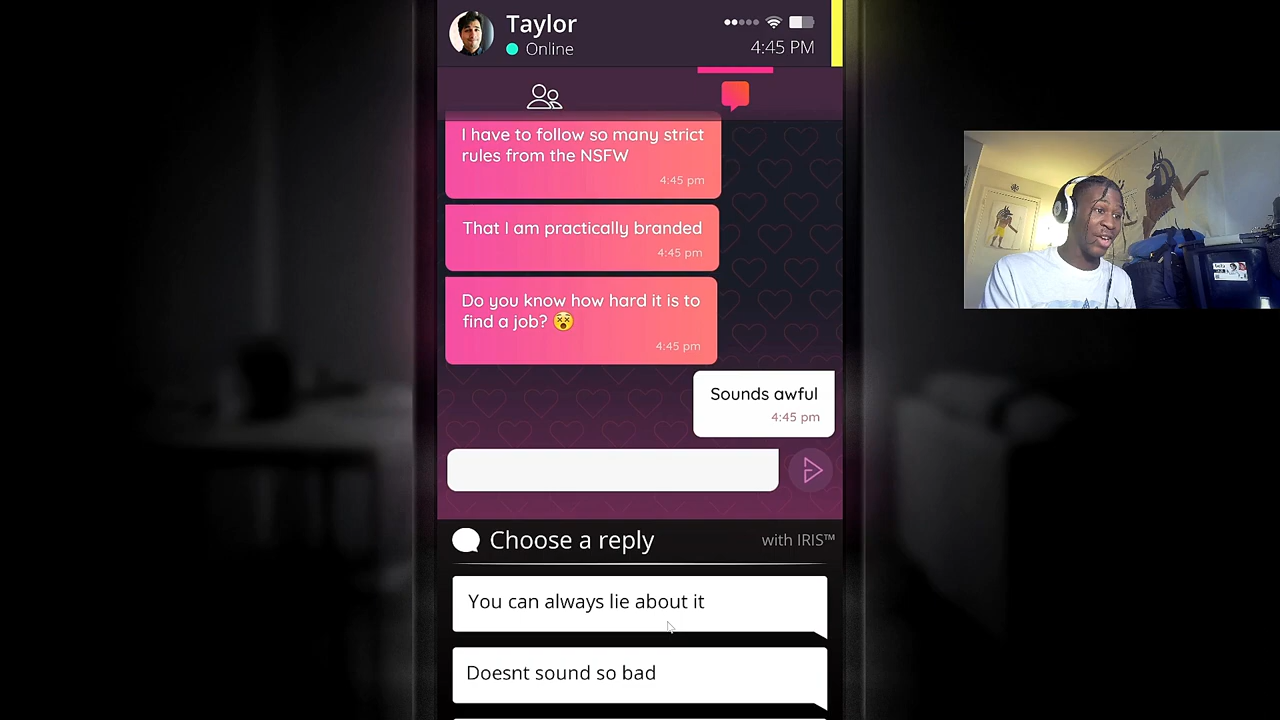 Taylor
Online
4:45 PM
I have to follow so many strict
rules from the NSFW
4:45 pm
That I am practically branded
4:45 pm
Do you know how hard it is to
find a job? 😵
4:45 pm
Sounds awful
4:45 pm
Choose a reply
with IRIS™
You can always lie about it
Doesnt sound so bad